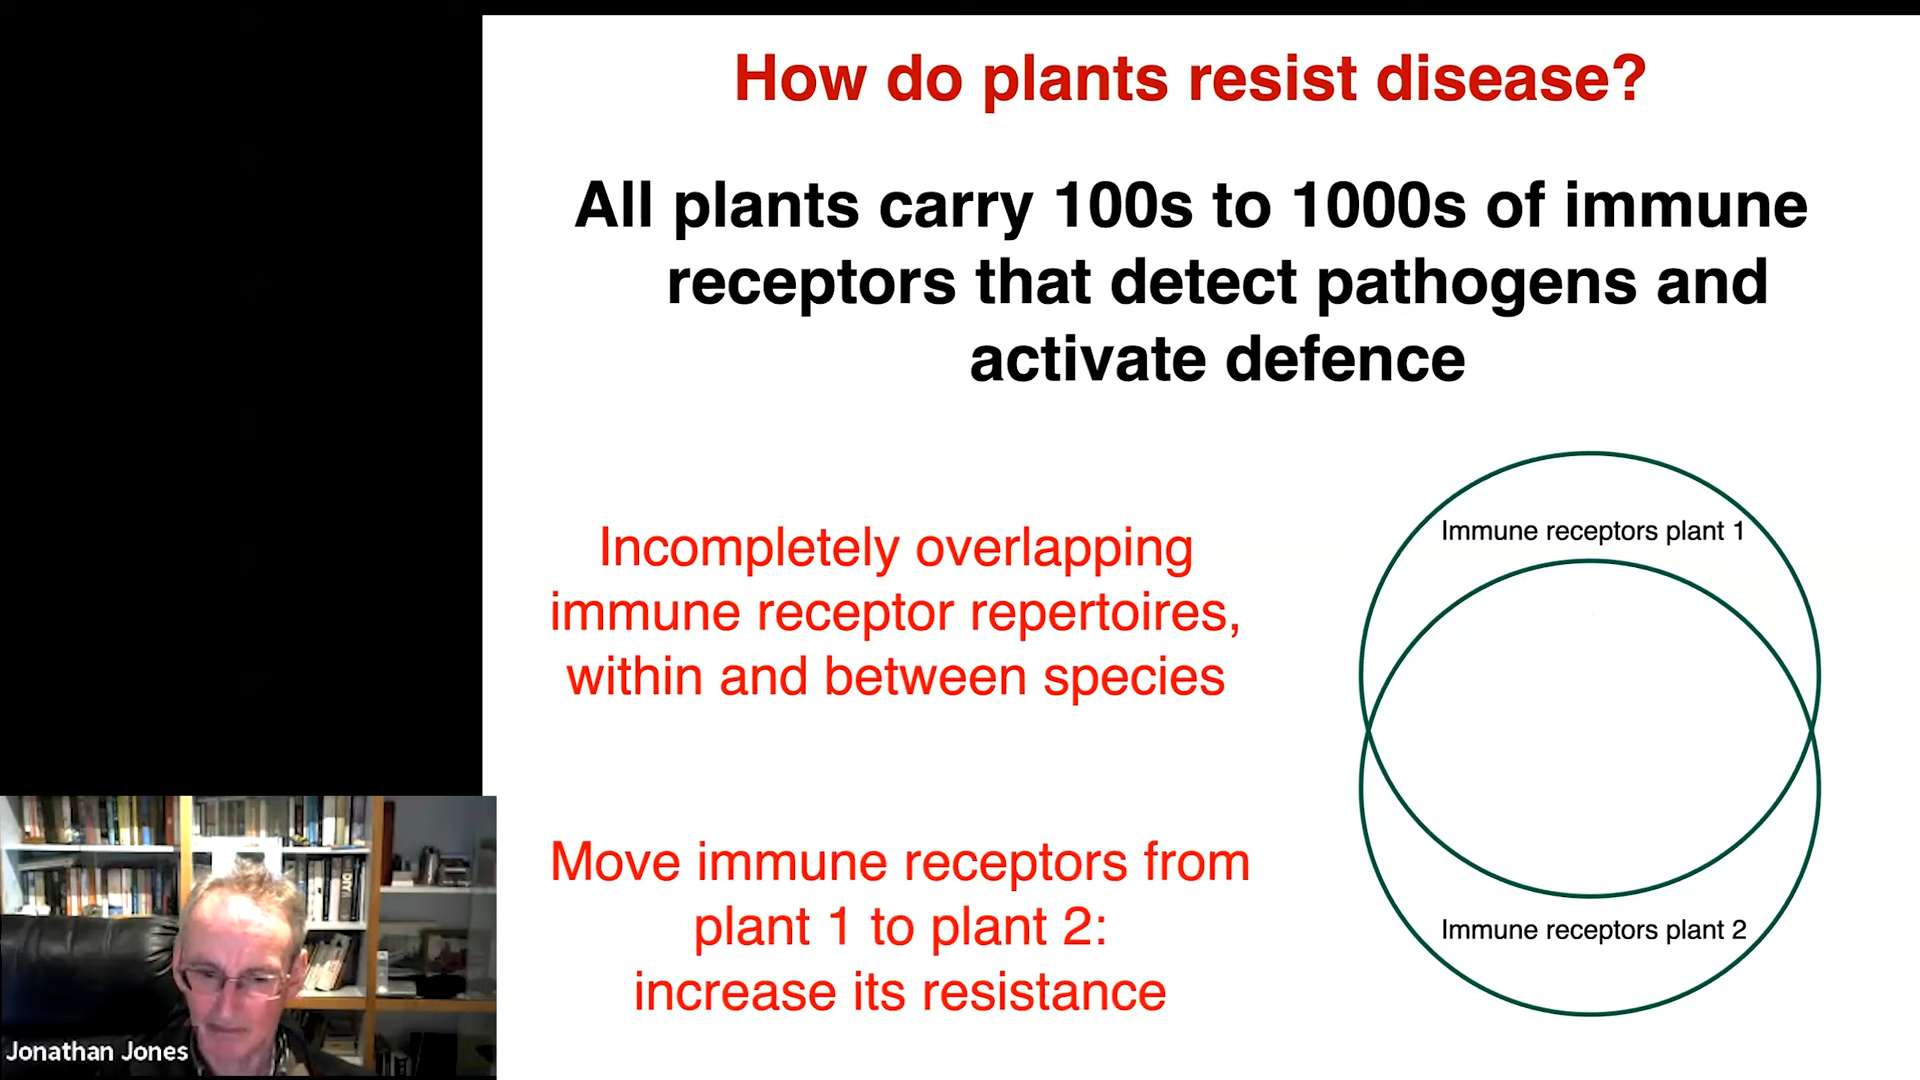 How do plants resist disease?
All plants carry 100s to 1000s of immune
receptors that detect pathogens and
activate defence
Incompletely overlapping
immune receptor repertoires,
within and between species
Move immune receptors from
plant 1 to plant 2:
increase its resistance
Immune receptors plant 1
Immune receptors plant 2
Jonathan Jones